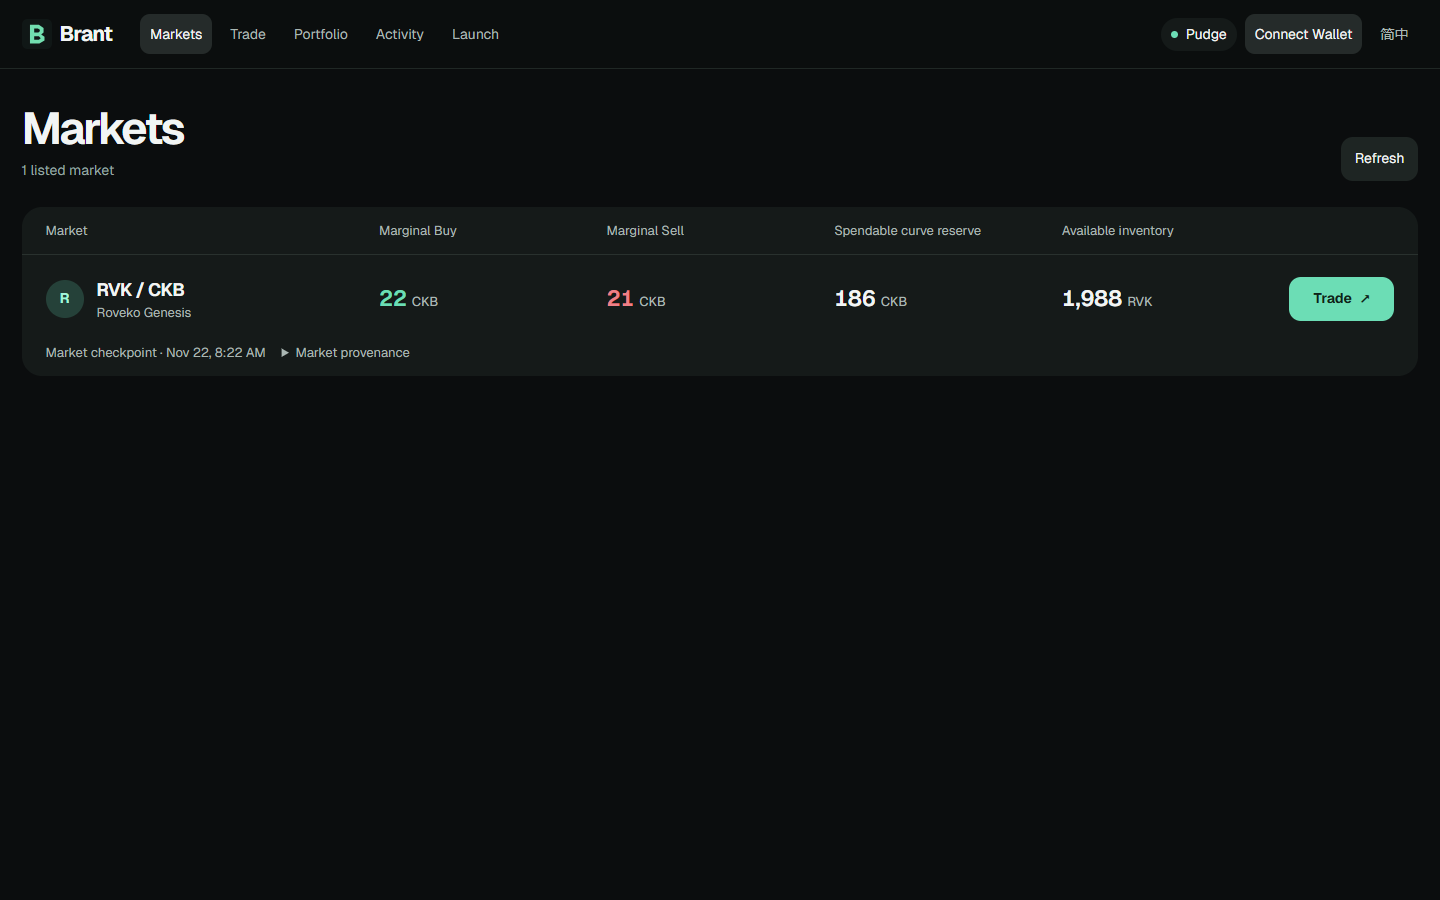 B Brant Markets Trade Portfolio Activity Launch Pudge Connect Wallet 简中
Markets
1 listed market
Refresh
Market Marginal Buy Marginal Sell Spendable curve reserve Available inventory
R RVK / CKB 22 CKB 21 CKB 186 CKB 1,988 RVK Trade ↗
Roveko Genesis
Market checkpoint · Nov 22, 8:22 AM ▶ Market provenance